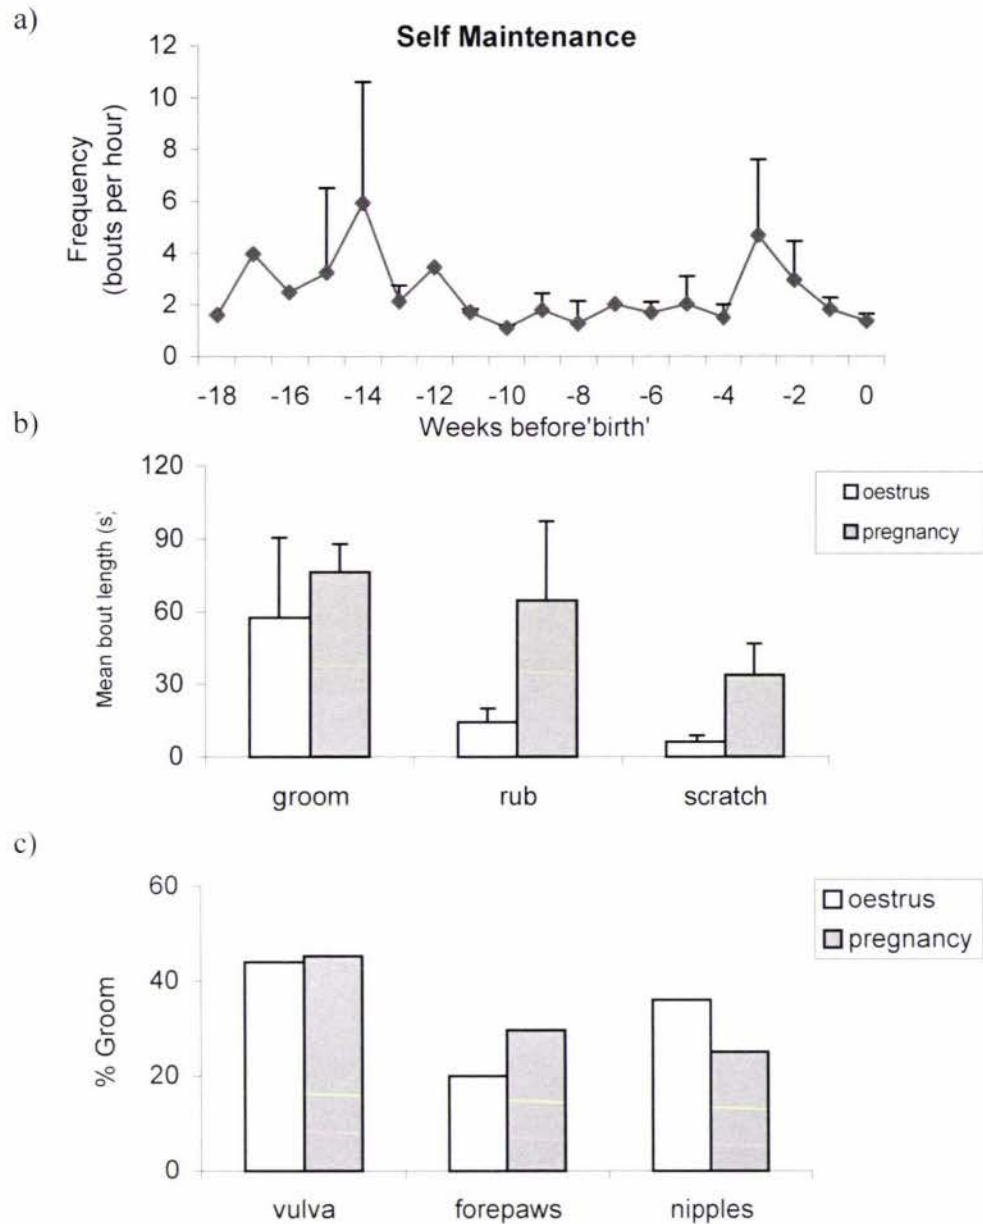 a)
Self Maintenance
Frequency
(bouts per hour)
12
10
8
6
4
2
0
-18 -16 -14 -12 -10 -8 -6 -4 -2 0
Weeks before'birth'
b)
Mean bout length (s)
120
90
60
30
0
oestrus
pregnancy
groom rub scratch
c)
% Groom
60
40
20
0
oestrus
pregnancy
vulva forepaws nipples